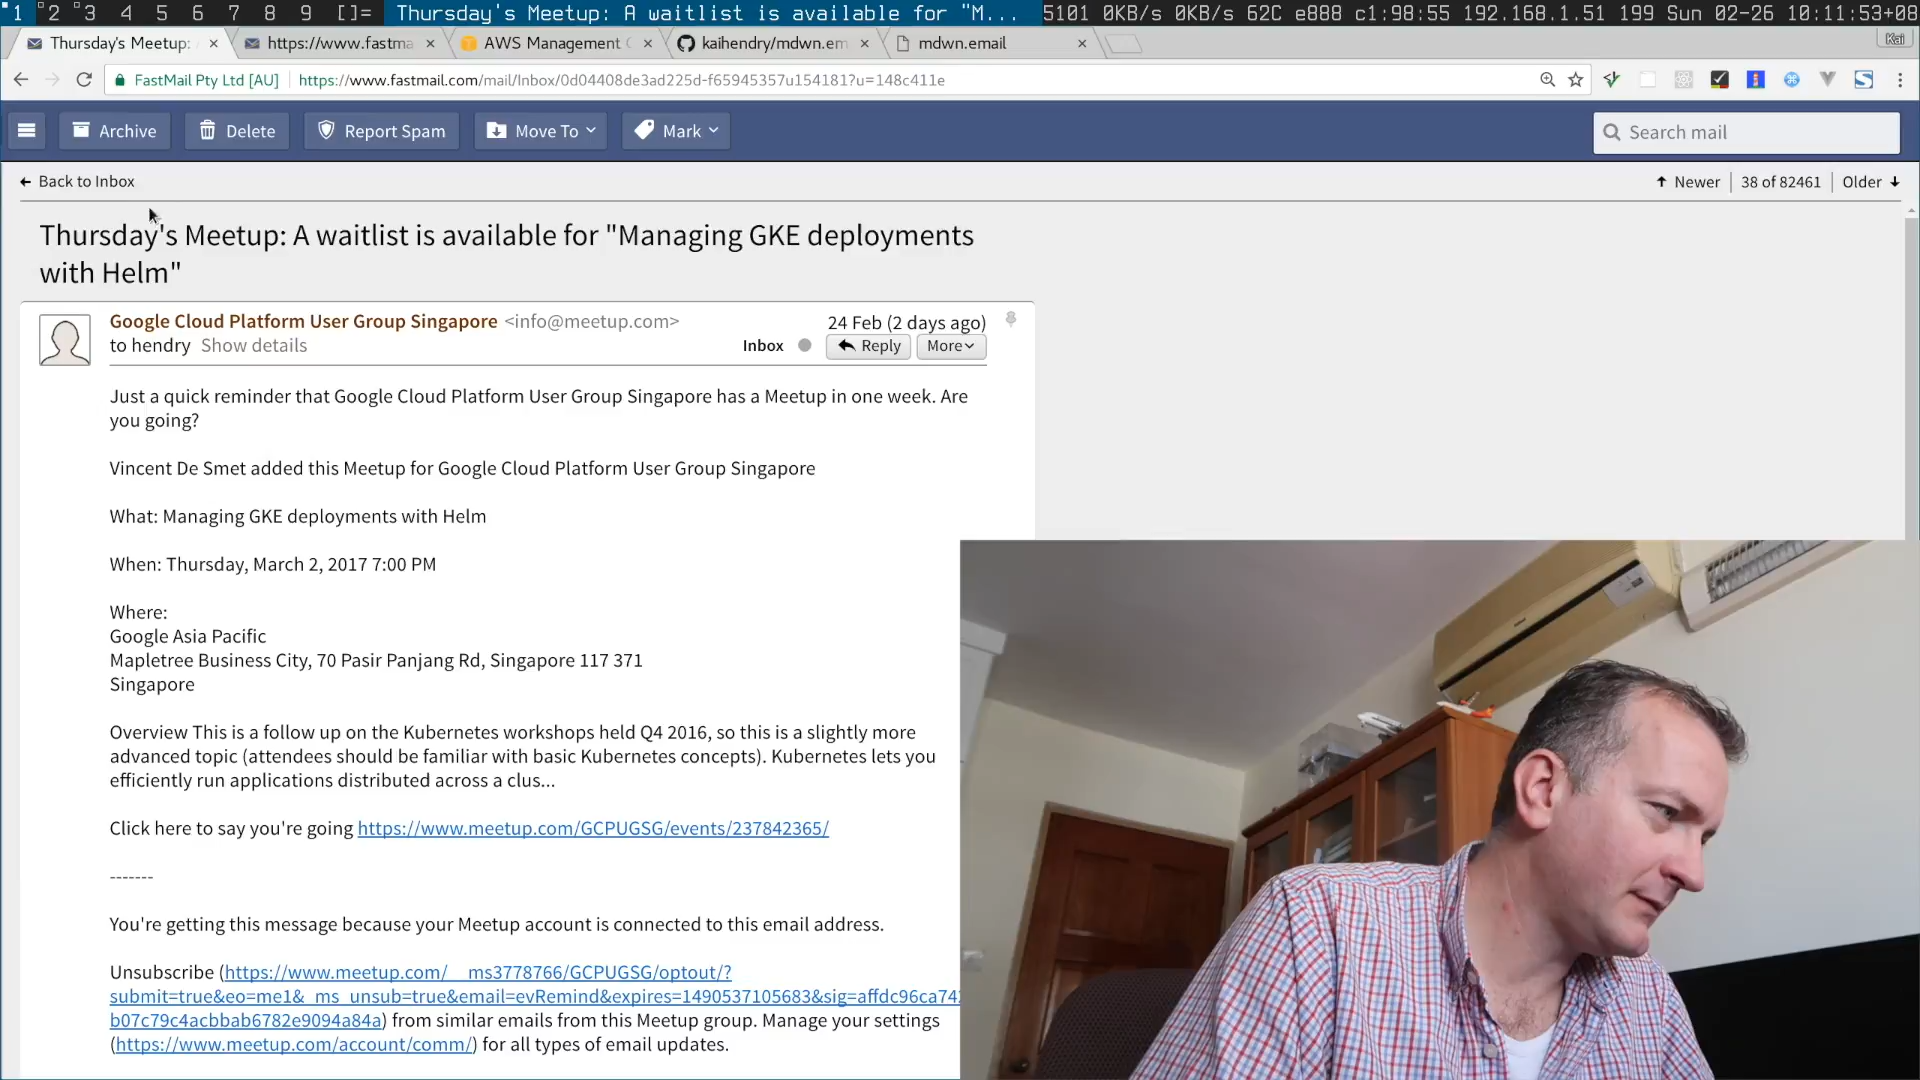 1 2 3 4 5 6 7 8 9 []= Thursday's Meetup: A waitlist is available for "M... 5101 0KB/s 0KB/s 62C e888 c1:98:55 192.168.1.51 199 Sun 02-26 10:11:53+08
Thursday's Meetup: https://www.fastma AWS Management kaihendry/mdwn.em mdwn.email Kai
FastMail Pty Ltd [AU] https://www.fastmail.com/mail/Inbox/0d04408de3ad225d-f65945357u154181?u=148c411e
Archive Delete Report Spam Move To Mark Search mail
Back to Inbox Newer 38 of 82461 Older
Thursday's Meetup: A waitlist is available for "Managing GKE deployments
with Helm"
Google Cloud Platform User Group Singapore <info@meetup.com> 24 Feb (2 days ago)
to hendry Show details Inbox Reply More
Just a quick reminder that Google Cloud Platform User Group Singapore has a Meetup in one week. Are
you going?
Vincent De Smet added this Meetup for Google Cloud Platform User Group Singapore
What: Managing GKE deployments with Helm
When: Thursday, March 2, 2017 7:00 PM
Where:
Google Asia Pacific
Mapletree Business City, 70 Pasir Panjang Rd, Singapore 117 371
Singapore
Overview This is a follow up on the Kubernetes workshops held Q4 2016, so this is a slightly more
advanced topic (attendees should be familiar with basic Kubernetes concepts). Kubernetes lets you
efficiently run applications distributed across a clus...
Click here to say you're going https://www.meetup.com/GCPUGSG/events/237842365/
-------
You're getting this message because your Meetup account is connected to this email address.
Unsubscribe (https://www.meetup.com/__ms3778766/GCPUGSG/optout/?
submit=true&eo=me1&_ms_unsub=true&email=evRemind&expires=1490537105683&sig=affdc96ca74
b07c79c4acbbab6782e9094a84a) from similar emails from this Meetup group. Manage your settings
(https://www.meetup.com/account/comm/) for all types of email updates.